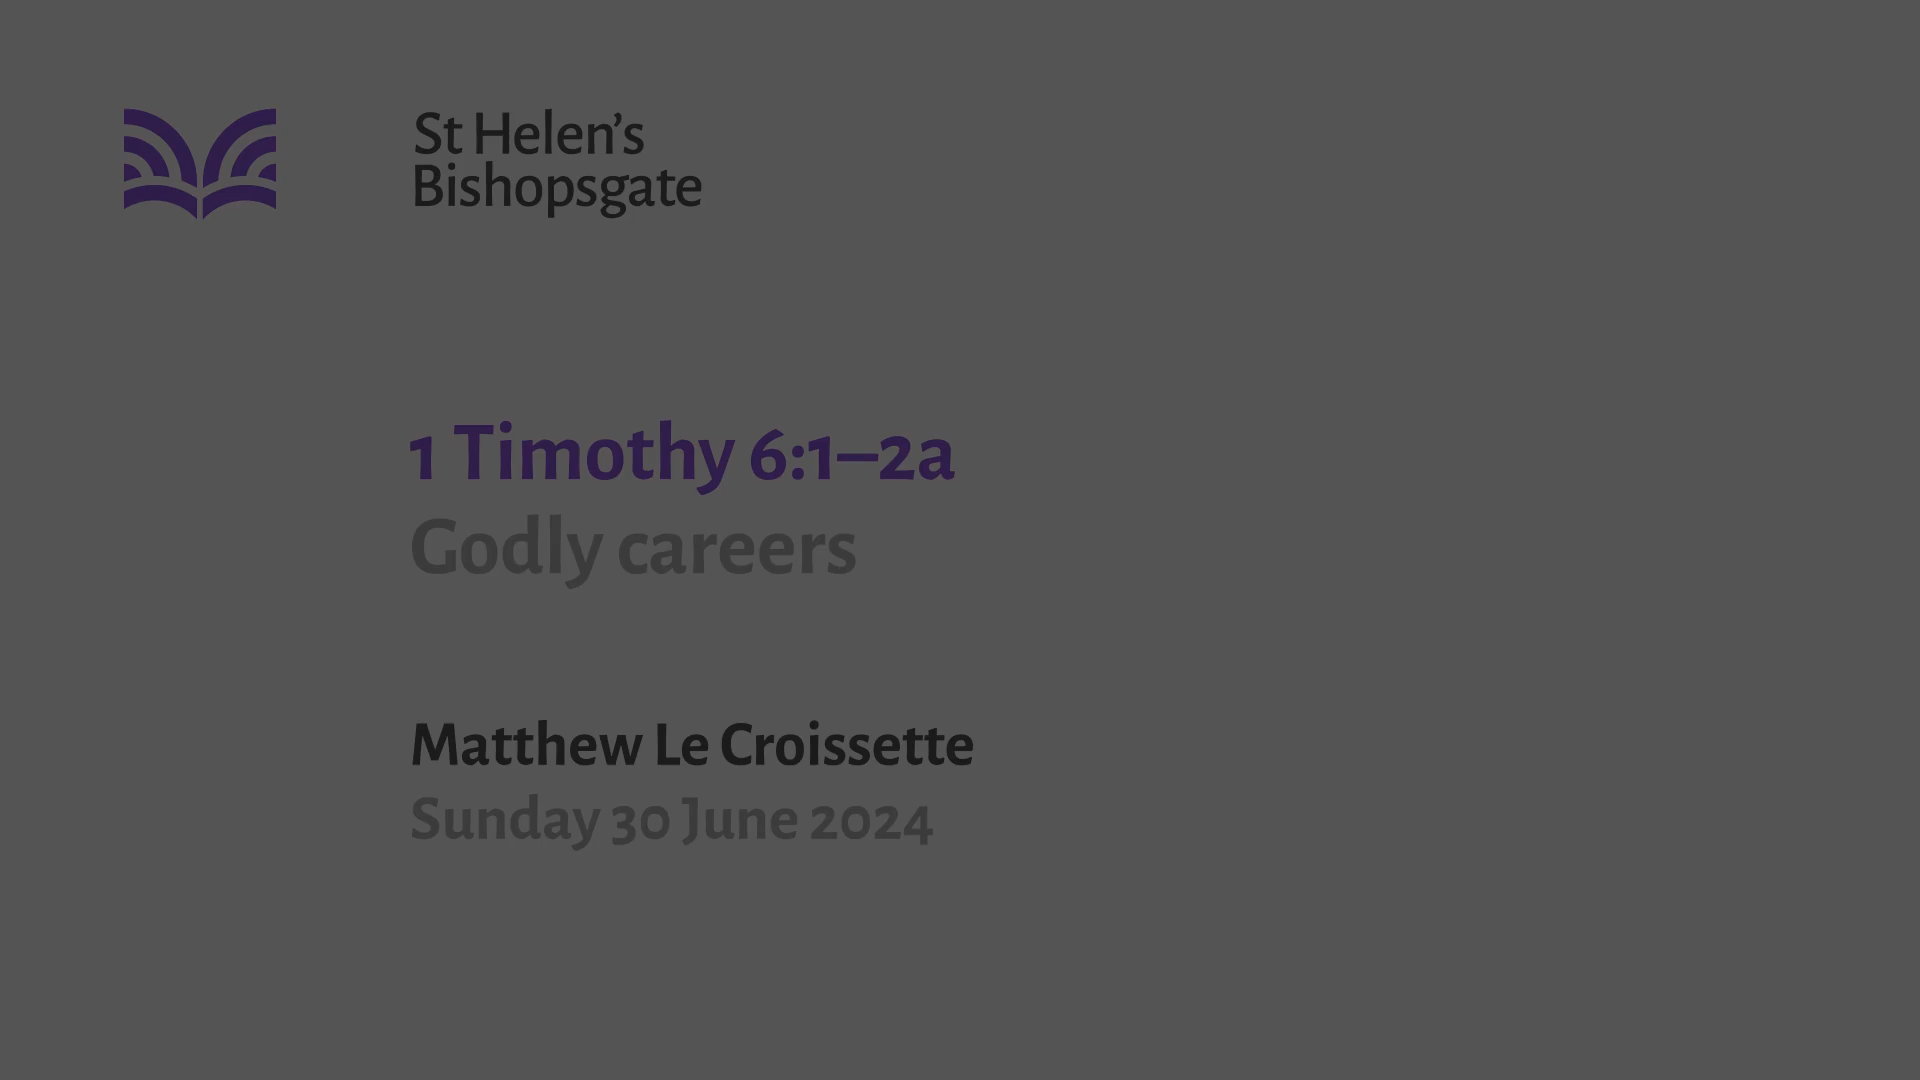 St Helen’s
Bishopsgate
1 Timothy 6:1–2a
Godly careers
Matthew Le Croissette
Sunday 30 June 2024